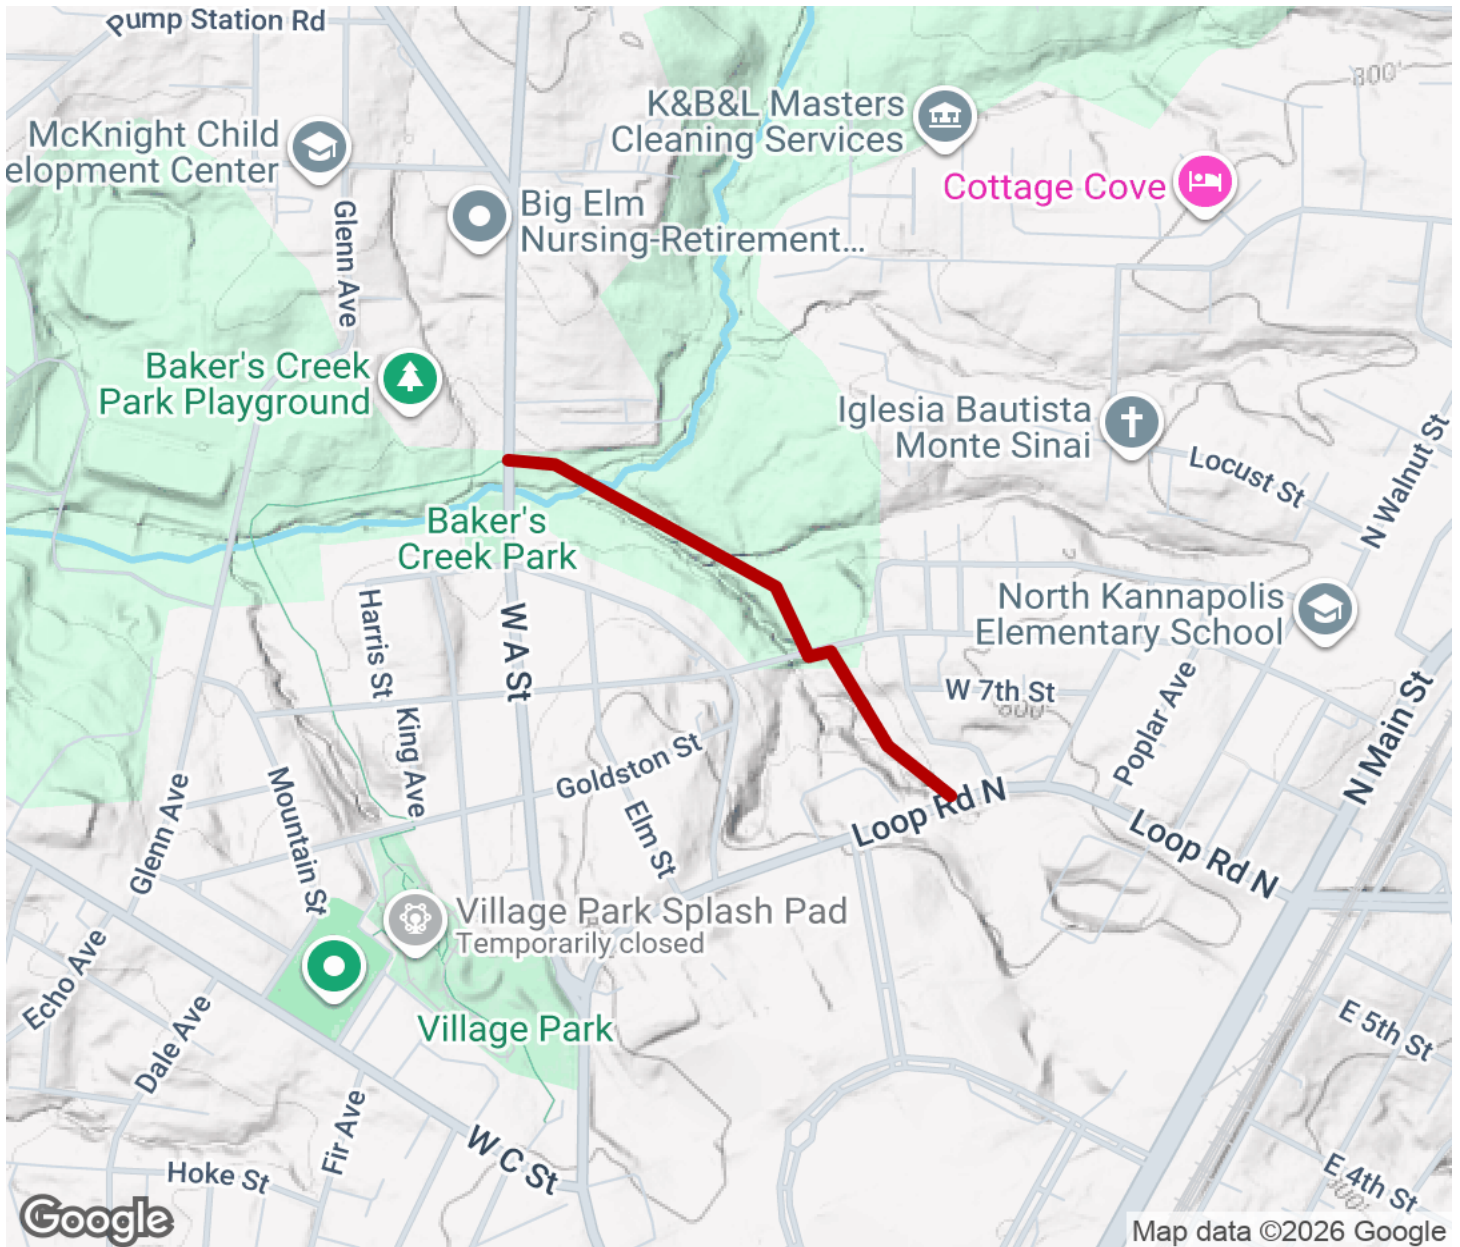 Pump Station Rd
800'
K&B&L Masters
Cleaning Services
McKnight Child
elopment Center
Cottage Cove
Big Elm
Nursing-Retirement...
Glenn Ave
Baker's Creek
Park Playground
Iglesia Bautista
Monte Sinai
Locust St
N Walnut St
Baker's
Creek Park
Harris St
W A St
North Kannapolis
Elementary School
W 7th St
800'
Poplar Ave
N Main St
King Ave
Goldston St
Mountain St
Glenn Ave
Elm St
Loop Rd N
Loop Rd N
Village Park Splash Pad
Temporarily closed
Echo Ave
Dale Ave
Village Park
E 5th St
Fir Ave
W C St
Hoke St
E 4th St
800'
Google
Map data ©2026 Google